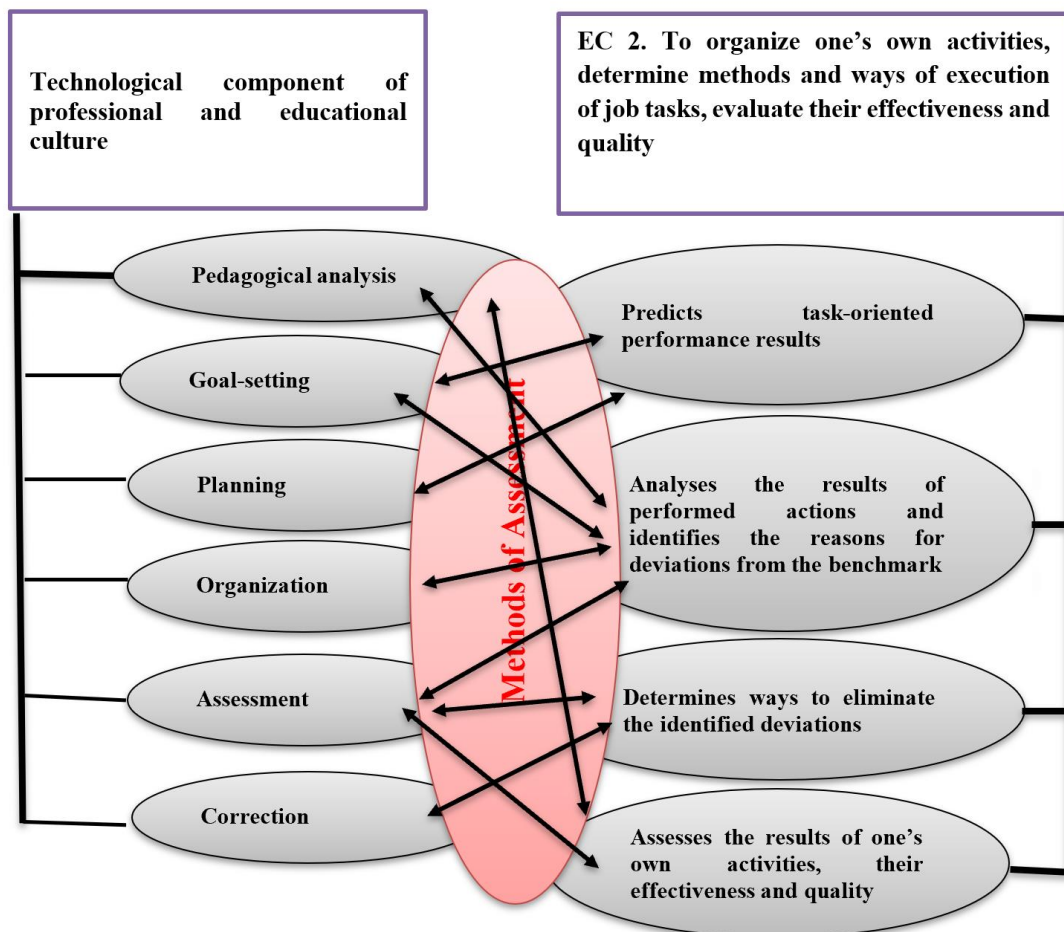 Technological component of
professional and educational
culture
EC 2. To organize one's own activities,
determine methods and ways of execution
of job tasks, evaluate their effectiveness and
quality
Pedagogical analysis
Goal-setting
Planning
Organization
Assessment
Correction
Methods of Assessment
Predicts task-oriented
performance results
Analyses the results of
performed actions and
identifies the reasons for
deviations from the benchmark
Determines ways to eliminate
the identified deviations
Assesses the results of one's
own activities, their
effectiveness and quality